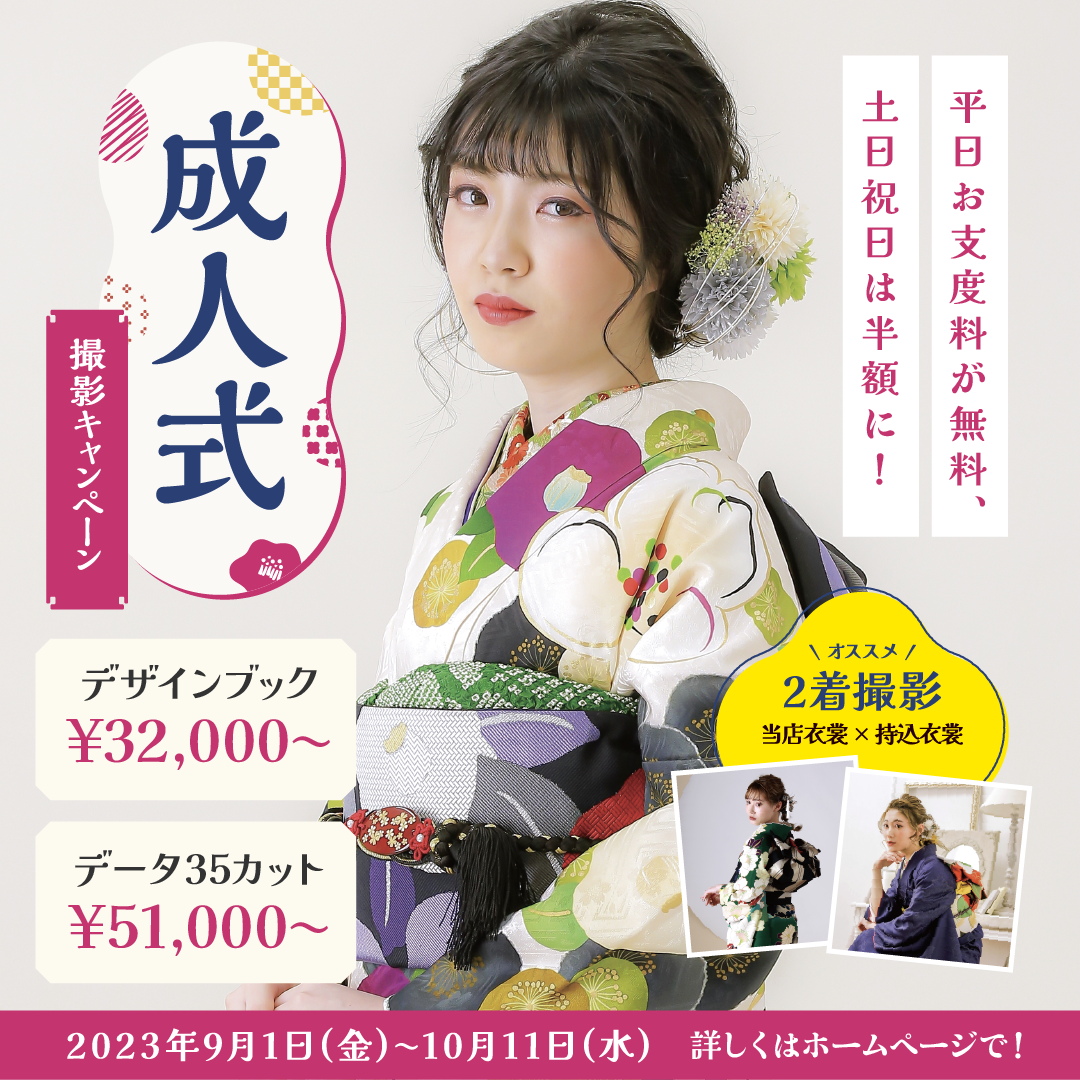 成人式
撮影キャンペーン
平日お支度料が無料、
土日祝日は半額に！
デザインブック
¥32,000〜
データ35カット
¥51,000〜
\ オススメ /
2着撮影
当店衣裳 × 持込衣裳
2023年9月1日(金)〜10月11日(水)　詳しくはホームページで！